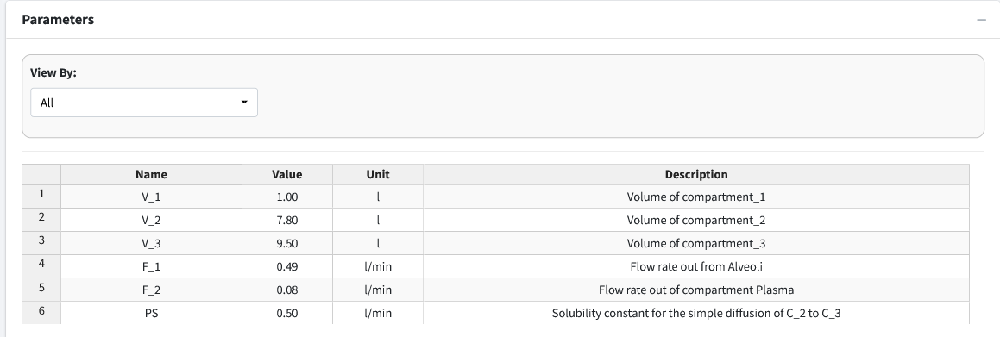 Parameters
View By:
All
Name Value Unit Description
1 V_1 1.00 l Volume of compartment_1
2 V_2 7.80 l Volume of compartment_2
3 V_3 9.50 l Volume of compartment_3
4 F_1 0.49 l/min Flow rate out from Alveoli
5 F_2 0.08 l/min Flow rate out of compartment Plasma
6 PS 0.50 l/min Solubility constant for the simple diffusion of C_2 to C_3